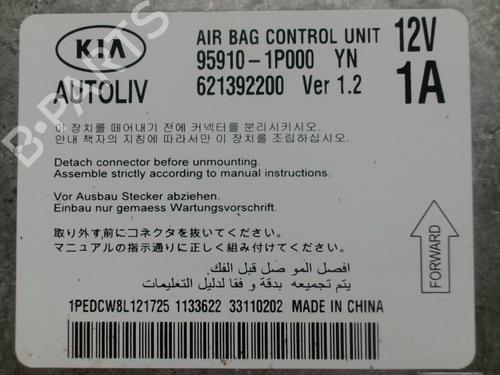 KIA
AIR BAG CONTROL UNIT
12V
95910-1P000 YN
AUTOLIV
621392200 Ver 1.2
1A
이 장치를 떼어내기 전에 커넥터를 분리시키시오.
안내 책자의 지침에 따라서만 이 장치를 조립하십시오.
Detach connector before unmounting.
Assemble strictly according to manual instructions.
Vor Ausbau Stecker abziehen.
Einbau nur gemaess Wartungsvorschrift.
取り外す前にコネクタを抜いてください。
マニュアルの指示通りに正しく組み付けてください。
افصل الموصل قبل الفك.
يتم تجميعه بدقة وفقا لدليل التعليمات
FORWARD
1PEDCW8L121725 1133622 33110202 MADE IN CHINA
B-PARTS